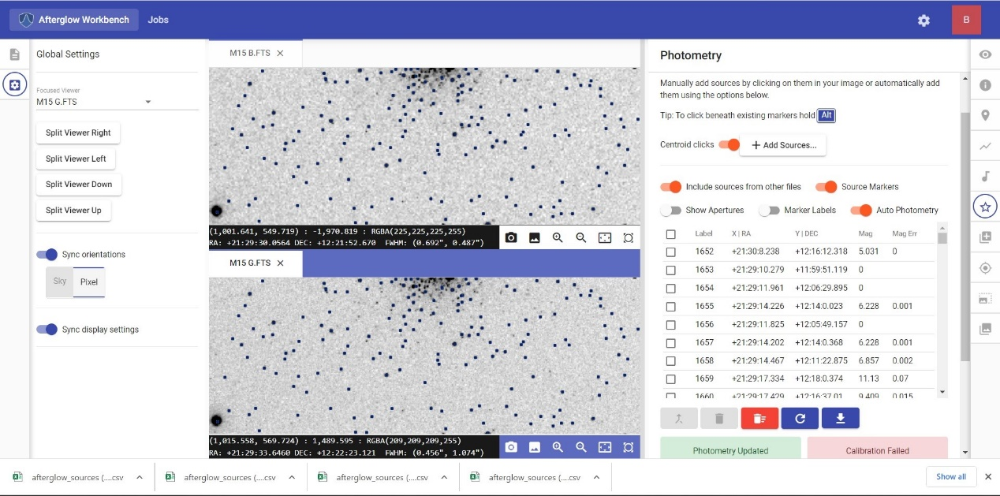 Afterglow Workbench
Jobs
B
Global Settings
Focused Viewer
M15 G.FTS
Split Viewer Right
Split Viewer Left
Split Viewer Down
Split Viewer Up
Sync orientations
Sky
Pixel
Sync display settings
M15 B.FTS
(1,001.641, 549.719) : -1,970.819 : RGBA(225,225,225,255)
RA: +21:29:30.0564 DEC: +12:21:52.670 FWHM: (0.692", 0.487")
M15 G.FTS
(1,015.558, 569.724) : 1,489.595 : RGBA(209,209,209,255)
RA: +21:29:33.6460 DEC: +12:22:23.121 FWHM: (0.456", 1.074")
Photometry
Manually add sources by clicking on them in your image or automatically add
them using the options below.
Tip: To click beneath existing markers hold Alt
Centroid clicks
+ Add Sources...
Include sources from other files
Source Markers
Show Apertures
Marker Labels
Auto Photometry
Label X | RA Y | DEC Mag Mag Err
1652 +21:30:8.238 +12:16:12.318 5.031 0
1653 +21:29:10.279 +11:59:51.119 0
1654 +21:29:11.961 +12:06:29.895 0
1655 +21:29:14.226 +12:14:0.023 6.228 0.001
1656 +21:29:11.825 +12:05:49.157 0
1657 +21:29:14.202 +12:14:0.368 6.228 0.001
1658 +21:29:14.467 +12:11:22.875 6.857 0.002
1659 +21:29:17.334 +12:18:0.374 11.13 0.07
1660 +21:29:17.429 +12:16:37.01 9.409 0.015
Photometry Updated
Calibration Failed
afterglow_sources (....csv
afterglow_sources (....csv
afterglow_sources (....csv
afterglow_sources (....csv
Show all